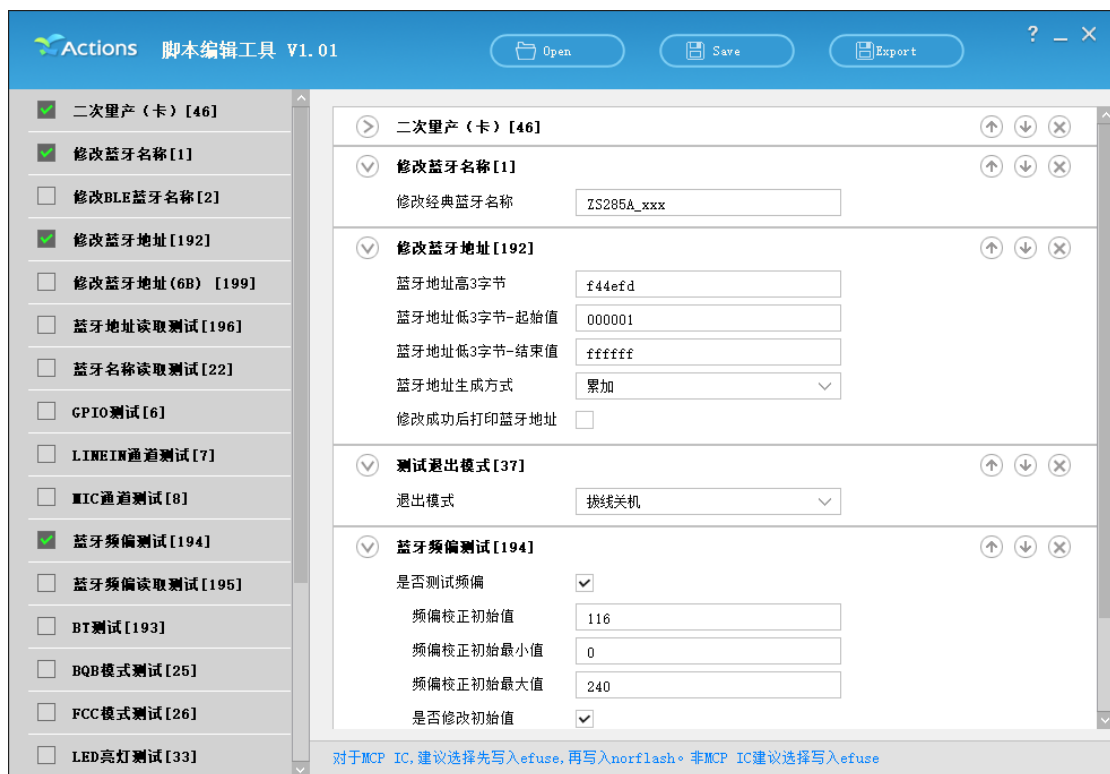 Actions 脚本编辑工具 V1.01
Open
Save
Export
?
二次量产（卡）[46]
修改蓝牙名称[1]
修改BLE蓝牙名称[2]
修改蓝牙地址[192]
修改蓝牙地址(6B) [199]
蓝牙地址读取测试[196]
蓝牙名称读取测试[22]
GPIO测试[6]
LINEIN通道测试[7]
MIC通道测试[8]
蓝牙频偏测试[194]
蓝牙频偏读取测试[195]
BT测试[193]
BQB模式测试[25]
FCC模式测试[26]
LED亮灯测试[33]
二次量产（卡）[46]
修改蓝牙名称[1]
修改经典蓝牙名称 ZS285A_xxx
修改蓝牙地址[192]
蓝牙地址高3字节 f44efd
蓝牙地址低3字节-起始值 000001
蓝牙地址低3字节-结束值 ffffff
蓝牙地址生成方式 累加
修改成功后打印蓝牙地址
测试退出模式[37]
退出模式 拔线关机
蓝牙频偏测试[194]
是否测试频偏
频偏校正初始值 116
频偏校正初始最小值 0
频偏校正初始最大值 240
是否修改初始值
对于MCP IC,建议选择先写入efuse,再写入norflash。非MCP IC建议选择写入efuse